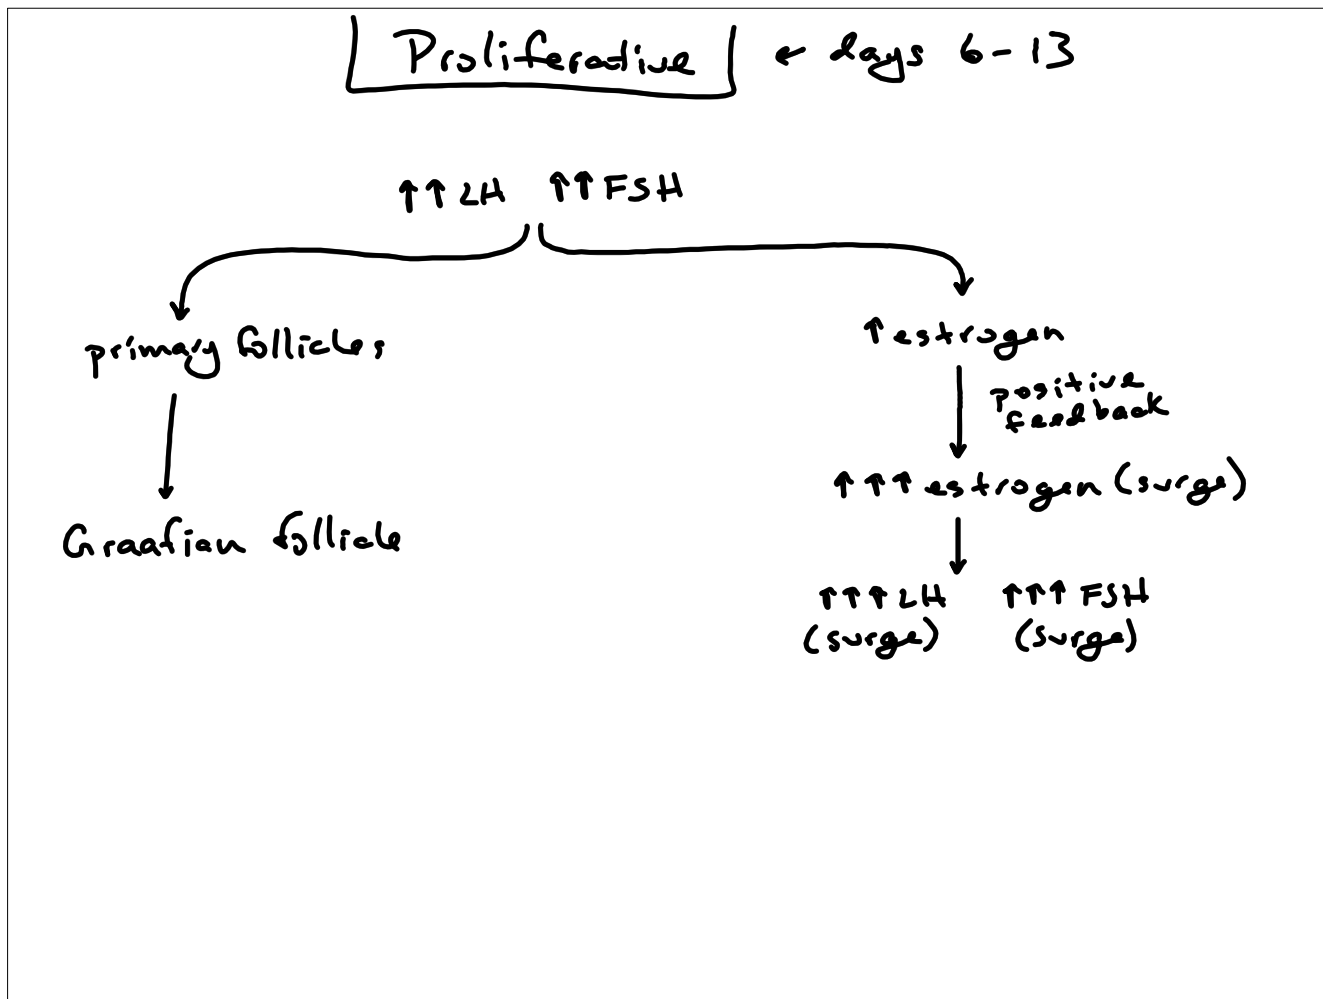 Proliferative ← days 6-13
↑↑ LH ↑↑ FSH
primary follicles
Graafian follicle
↑ estrogen
positive
feedback
↑↑↑ estrogen (surge)
↑↑↑ LH ↑↑↑ FSH
(surge) (surge)